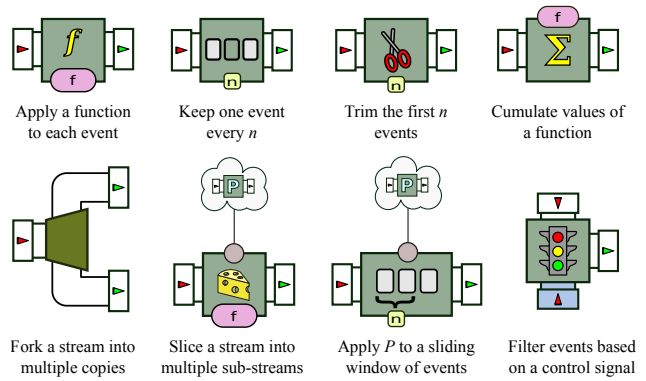 f
f
n
n
f
Σ
Apply a function
to each event
Keep one event
every n
Trim the first n
events
Cumulate values of
a function
P
P
f
n
Fork a stream into
multiple copies
Slice a stream into
multiple sub-streams
Apply P to a sliding
window of events
Filter events based
on a control signal